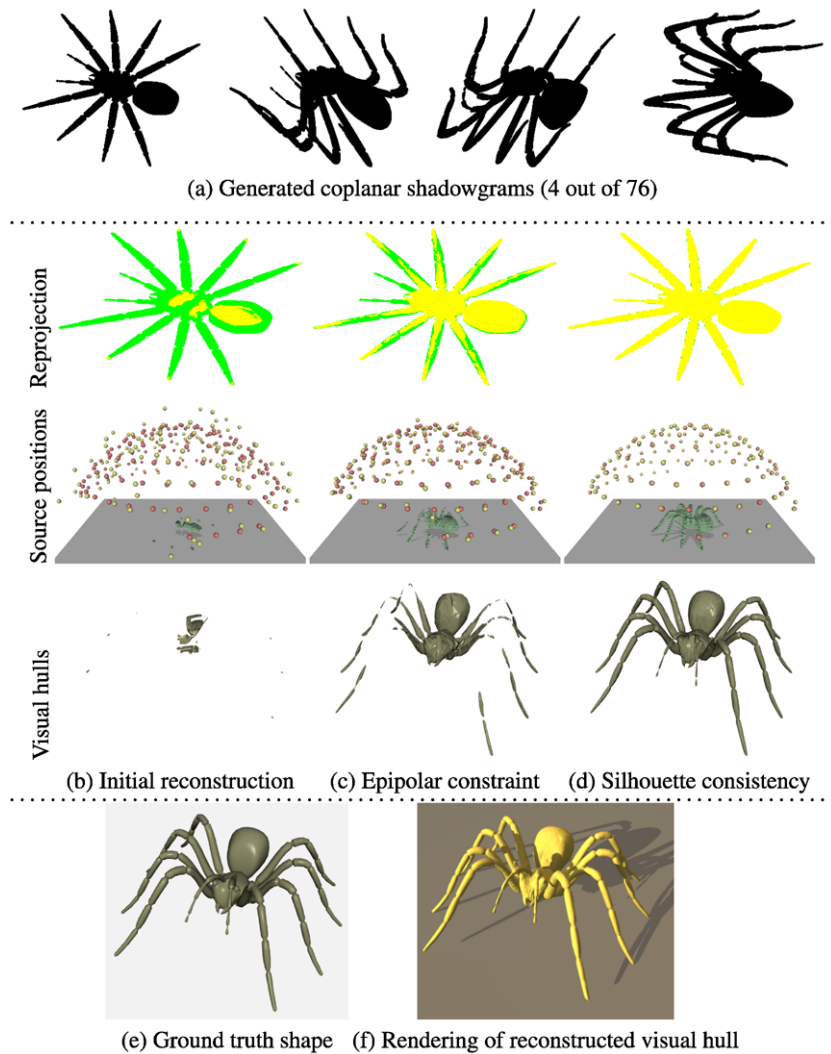 (a) Generated coplanar shadowgrams (4 out of 76)
Reprojection
Source positions
Visual hulls
(b) Initial reconstruction
(c) Epipolar constraint
(d) Silhouette consistency
(e) Ground truth shape
(f) Rendering of reconstructed visual hull